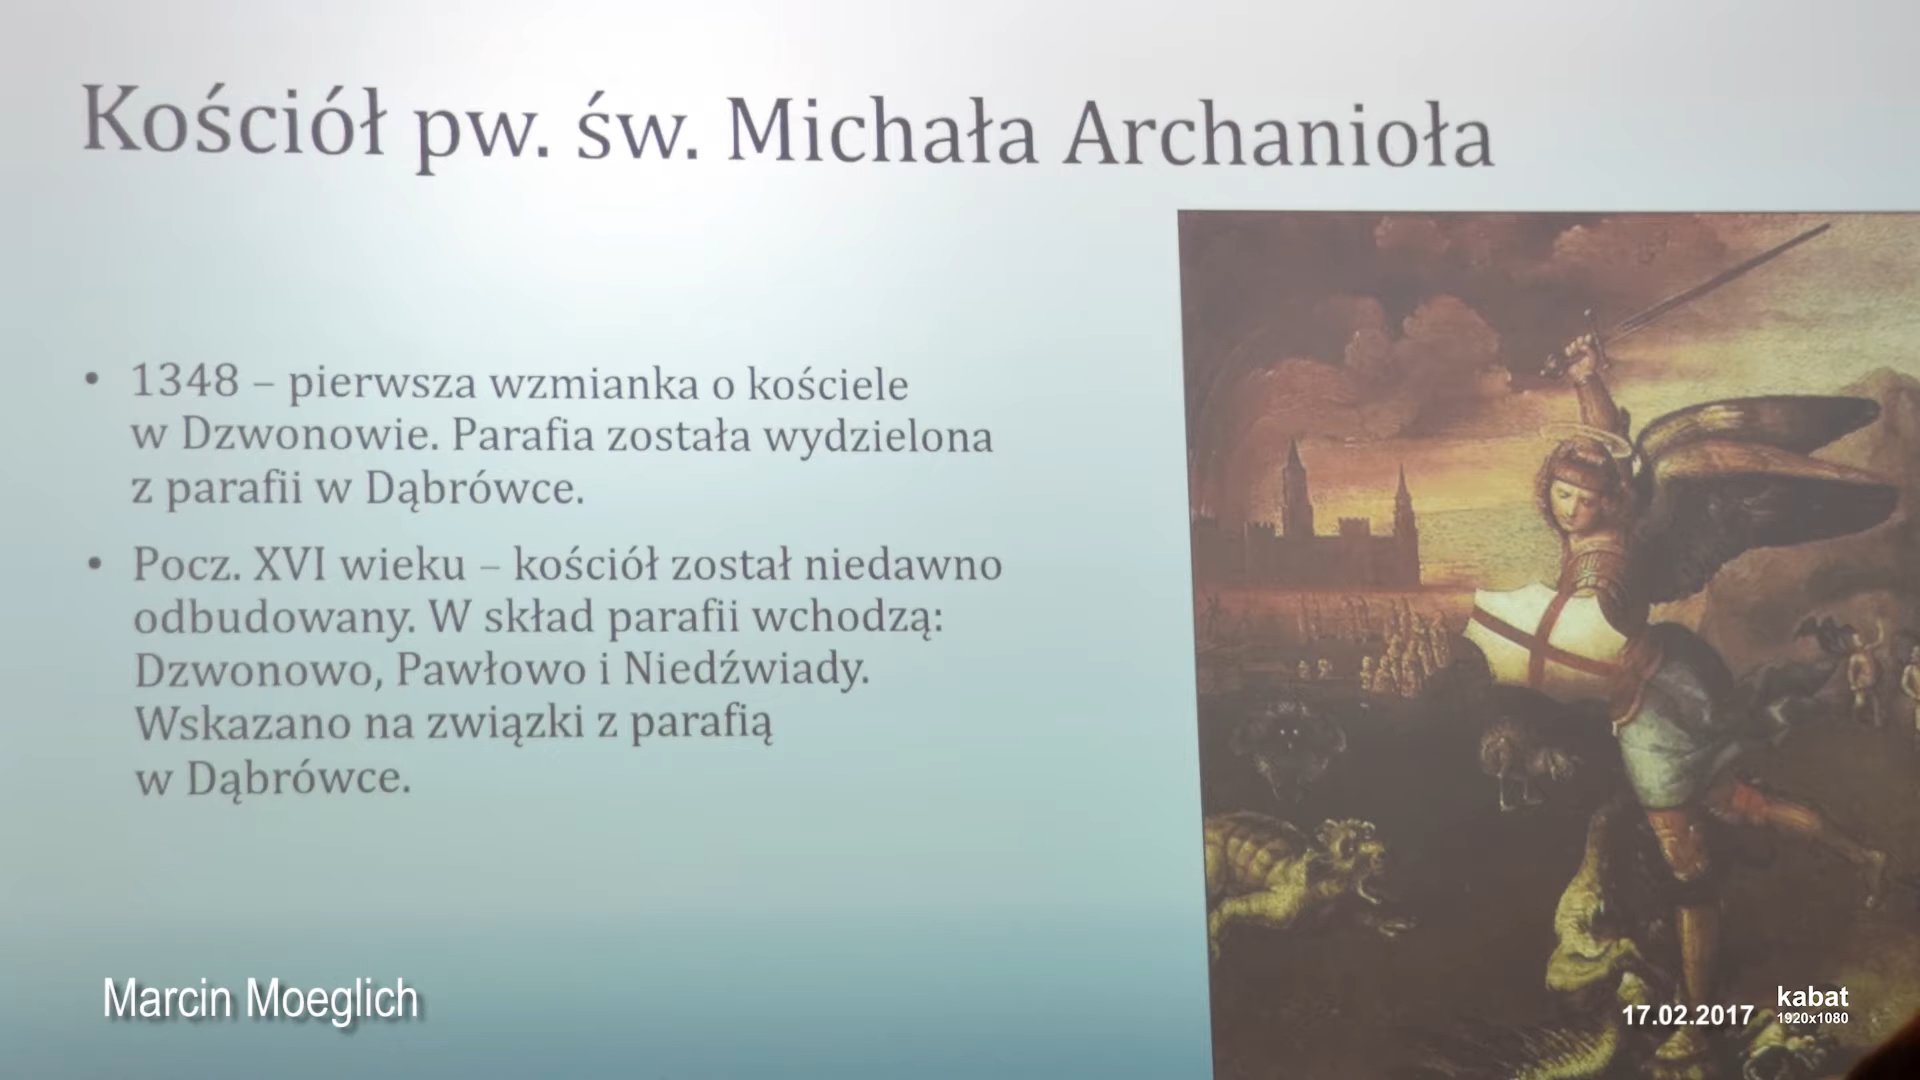 Kościół pw. św. Michała Archanioła
• 1348 – pierwsza wzmianka o kościele
w Dzwonowie. Parafia została wydzielona
z parafii w Dąbrówce.
• Pocz. XVI wieku – kościół został niedawno
odbudowany. W skład parafii wchodzą:
Dzwonowo, Pawłowo i Niedźwiady.
Wskazano na związki z parafią
w Dąbrówce.
Marcin Moeglich
17.02.2017
kabat
1920x1080